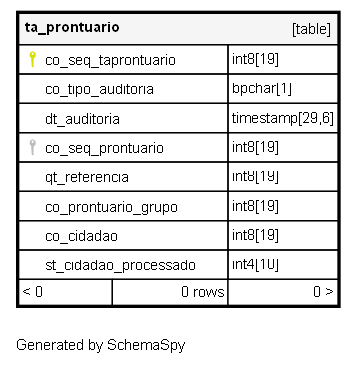 ta_prontuario [table]
co_seq_taprontuario int8[19]
co_tipo_auditoria bpchar[1]
dt_auditoria timestamp[29,6]
co_seq_prontuario int8[19]
qt_referencia int8[19]
co_prontuario_grupo int8[19]
co_cidadao int8[19]
st_cidadao_processado int4[10]
< 0 0 rows 0 >
Generated by SchemaSpy